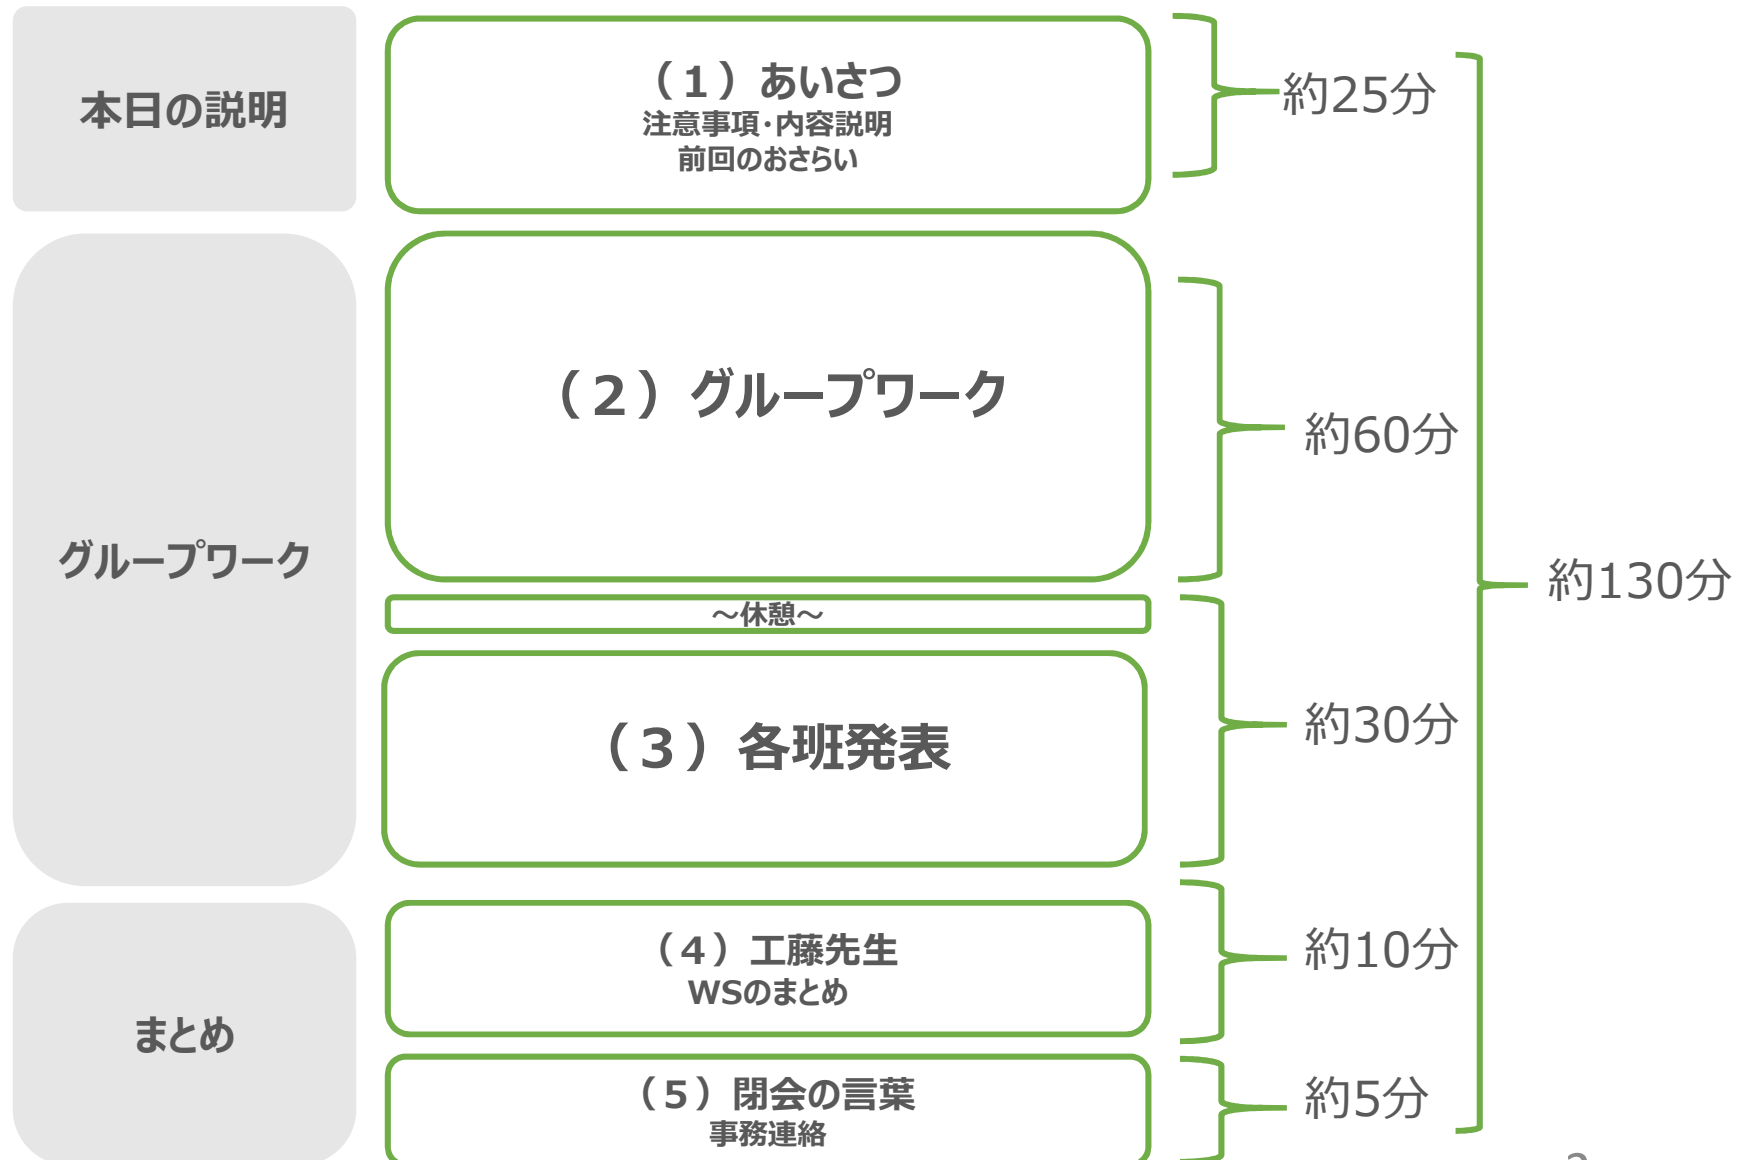 本日の説明
（１）あいさつ
注意事項・内容説明
前回のおさらい
約25分
グループワーク
（２）グループワーク
約60分
～休憩～
（３）各班発表
約30分
約130分
まとめ
（４）工藤先生
WSのまとめ
約10分
（５）閉会の言葉
事務連絡
約5分